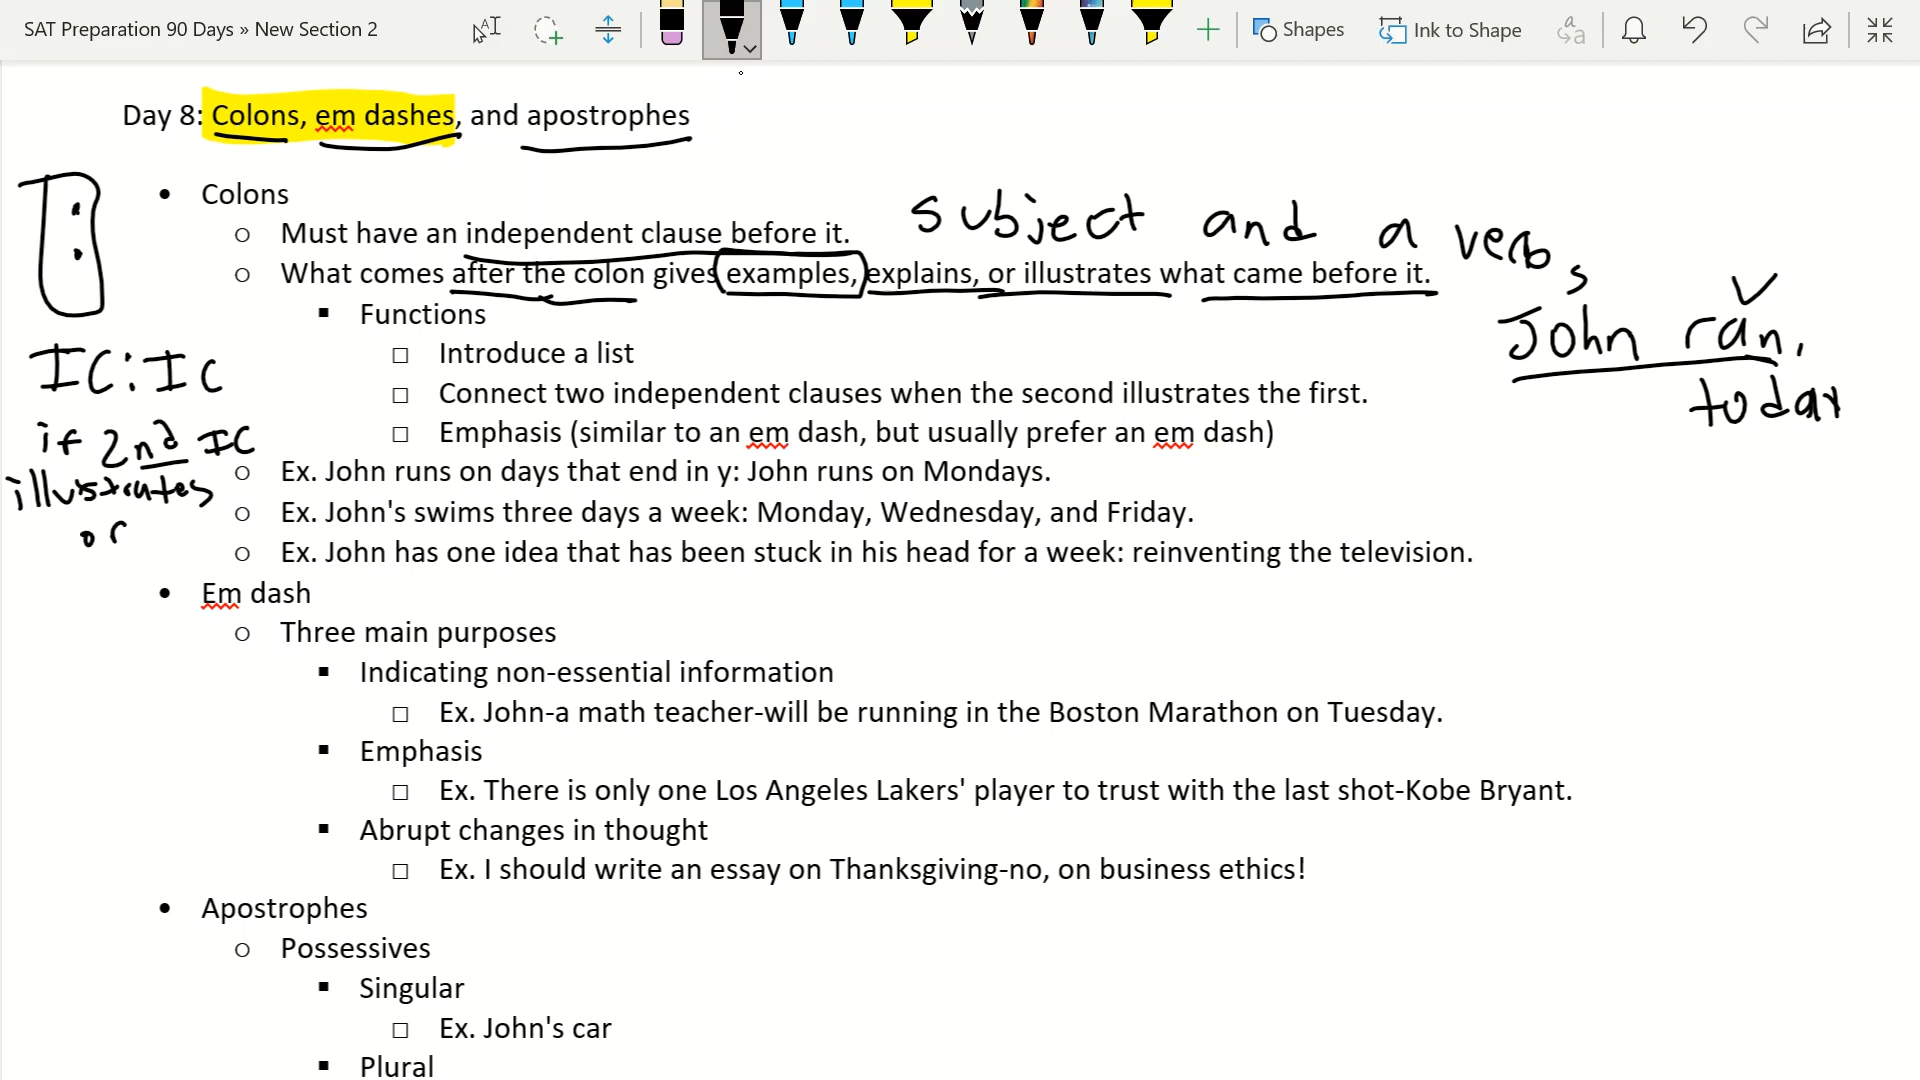 SAT Preparation 90 Days » New Section 2
Shapes
Ink to Shape
Day 8: Colons, em dashes, and apostrophes
• Colons
○ Must have an independent clause before it.
subject and a verb
○ What comes after the colon gives examples, explains, or illustrates what came before it.
s v
John ran.
today
▪ Functions
□ Introduce a list
IC: IC
□ Connect two independent clauses when the second illustrates the first.
□ Emphasis (similar to an em dash, but usually prefer an em dash)
if 2nd IC
illustrates
or
○ Ex. John runs on days that end in y: John runs on Mondays.
○ Ex. John's swims three days a week: Monday, Wednesday, and Friday.
○ Ex. John has one idea that has been stuck in his head for a week: reinventing the television.
• Em dash
○ Three main purposes
▪ Indicating non-essential information
□ Ex. John-a math teacher-will be running in the Boston Marathon on Tuesday.
▪ Emphasis
□ Ex. There is only one Los Angeles Lakers' player to trust with the last shot-Kobe Bryant.
▪ Abrupt changes in thought
□ Ex. I should write an essay on Thanksgiving-no, on business ethics!
• Apostrophes
○ Possessives
▪ Singular
□ Ex. John's car
▪ Plural